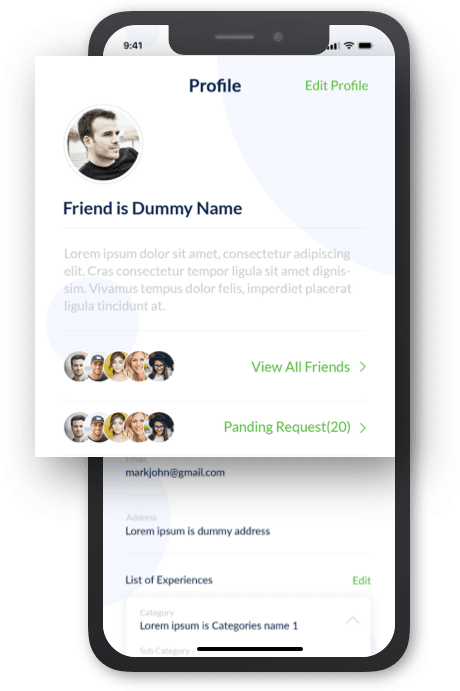 9:41
Profile
Edit Profile
Friend is Dummy Name
Lorem ipsum dolor sit amet, consectetur adipiscing
elit. Cras consectetur tempor ligula sit amet dignis-
sim. Vivamus tempus dolor felis, imperdiet placerat
ligula tincidunt at.
View All Friends
Panding Request(20)
Email
markjohn@gmail.com
Address
Lorem ipsum is dummy address
List of Experiences
Edit
Category
Lorem ipsum is Categories name 1
Sub Category